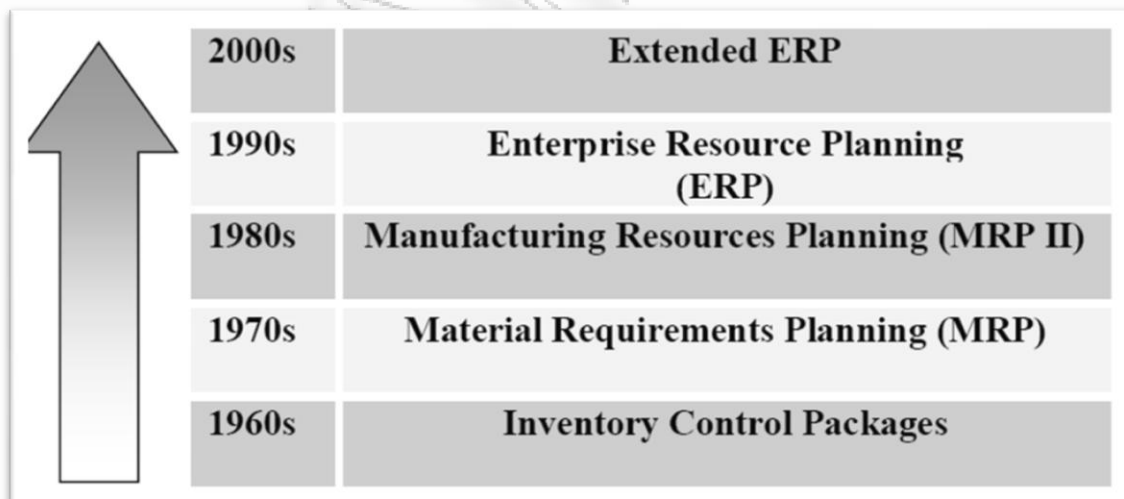 2000s Extended ERP
1990s Enterprise Resource Planning
(ERP)
1980s Manufacturing Resources Planning (MRP II)
1970s Material Requirements Planning (MRP)
1960s Inventory Control Packages